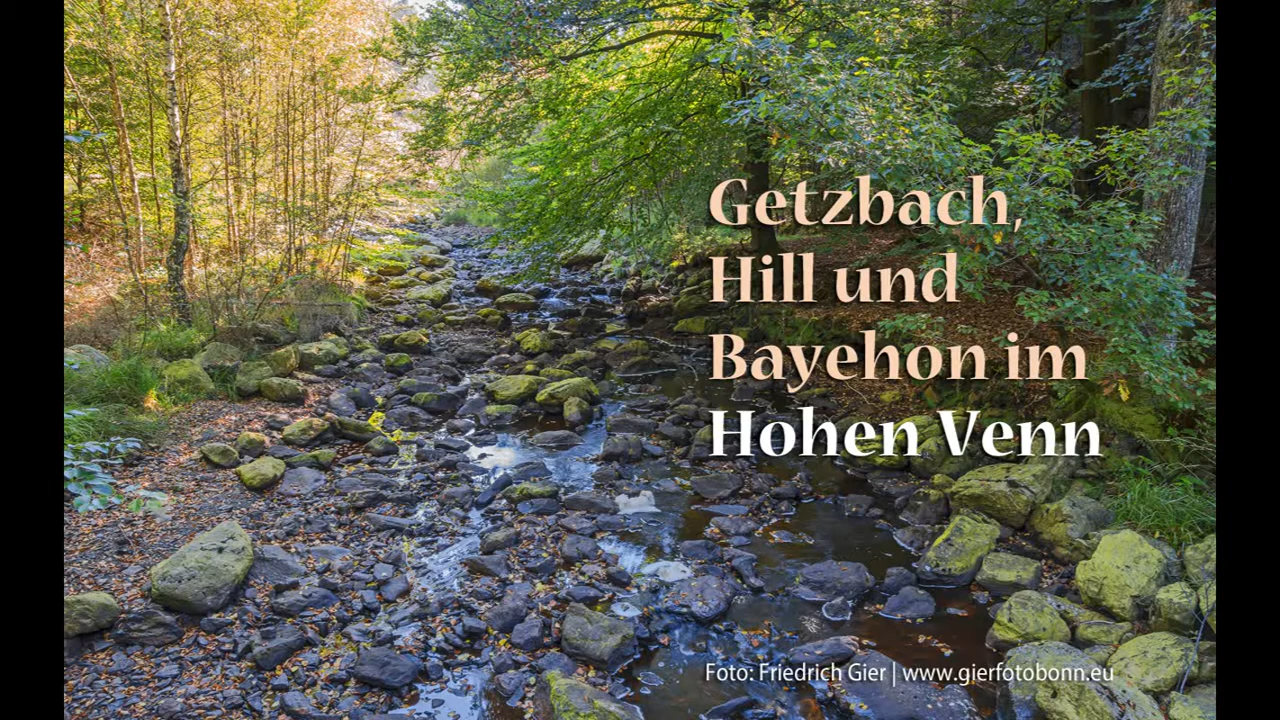 Getzbach,
Hill und
Bayehon im
Hohen Venn
Foto: Friedrich Gier | www.gierfotobonn.eu